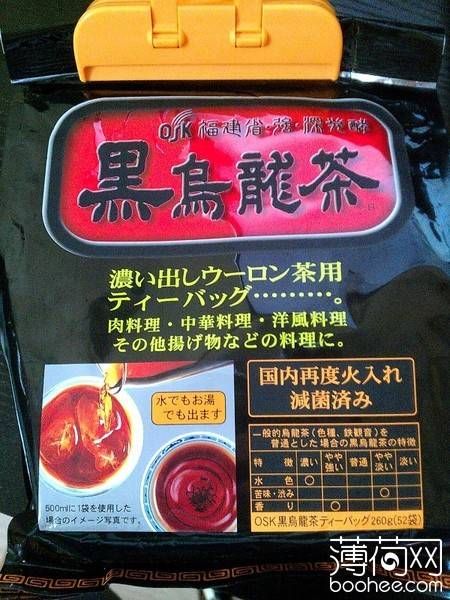 OSK 福建省・強・深発酵
黒烏龍茶
濃い出しウーロン茶用
ティーバッグ………。
肉料理・中華料理・洋風料理
その他揚げ物などの料理に。
水でもお湯
でも出ます
500mlに1袋を使用した
場合のイメージ写真です。
国内再度火入れ
減菌済み
一般的烏龍茶(色種、鉄観音)を
普通とした場合の黒烏龍茶の特徴
特 徴 濃い やや強い 普通 やや淡い 淡い
水 色 ○
苦味・渋み ○
香 り ○
OSK黒烏龍茶ティーバッグ260g(52袋)
薄荷网
boohee.com